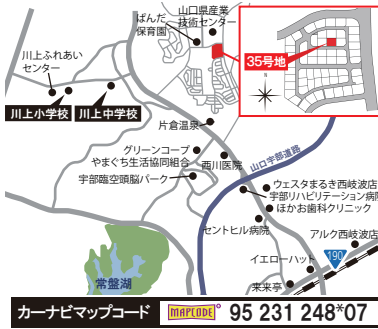 ぱんだ
保育園
山口県産業
技術センター
35号地
N
川上ふれあい
センター
川上小学校
川上中学校
片倉温泉
グリーンコープ
やまぐち生活協同組合
西川医院
山口宇部道路
宇部臨空頭脳パーク
ウェスタまるき西岐波店
宇部リハビリテーション病院
ほかお歯科クリニック
セントヒル病院
アルク西岐波店
190
イエローハット
来来亭
常盤湖
カーナビマップコード
MAPCODE
95 231 248*07